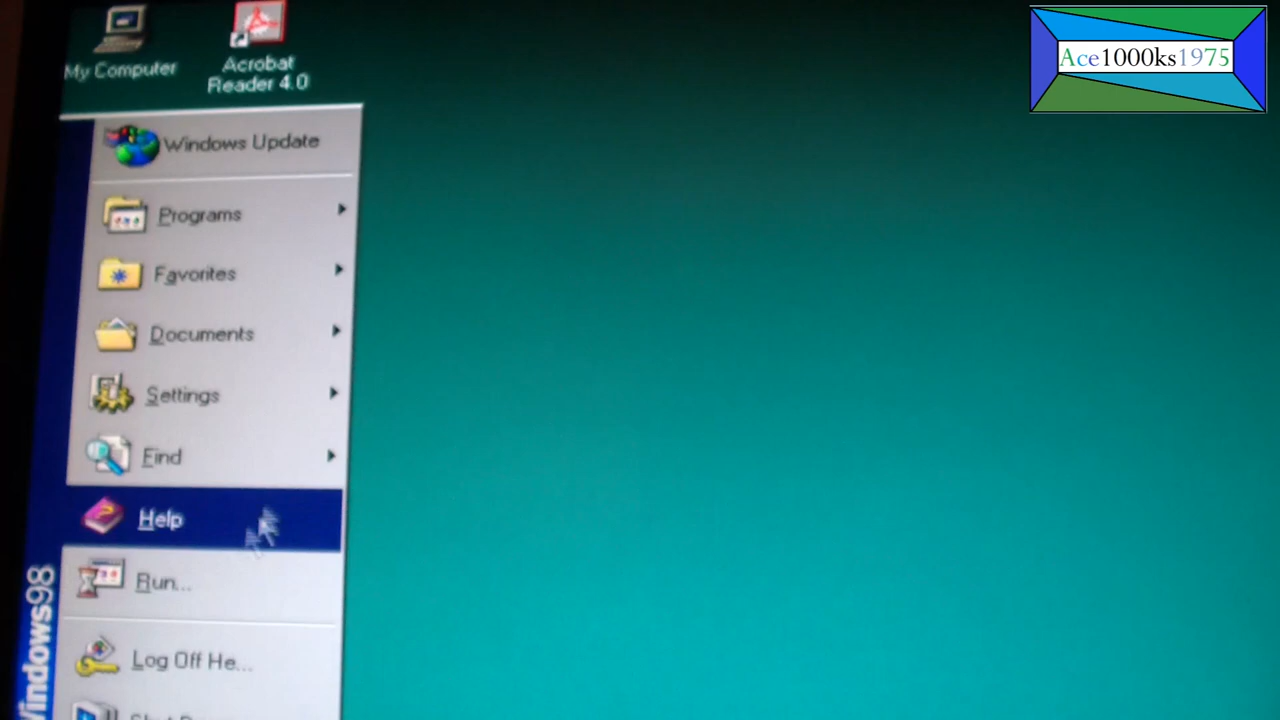 My Computer
Acrobat
Reader 4.0
Ace1000ks1975
Windows Update
Programs
Favorites
Documents
Settings
Find
Help
Run...
Log Off He...
Windows98